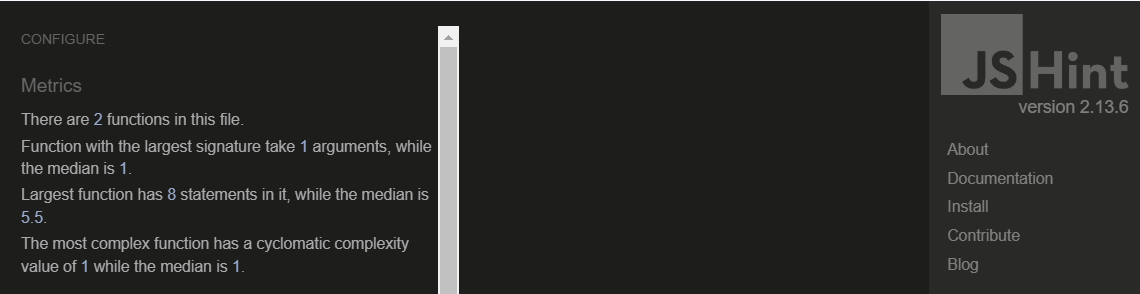 CONFIGURE
Metrics
There are 2 functions in this file.
Function with the largest signature take 1 arguments, while
the median is 1.
Largest function has 8 statements in it, while the median is
5.5.
The most complex function has a cyclomatic complexity
value of 1 while the median is 1.
JSHint
version 2.13.6
About
Documentation
Install
Contribute
Blog